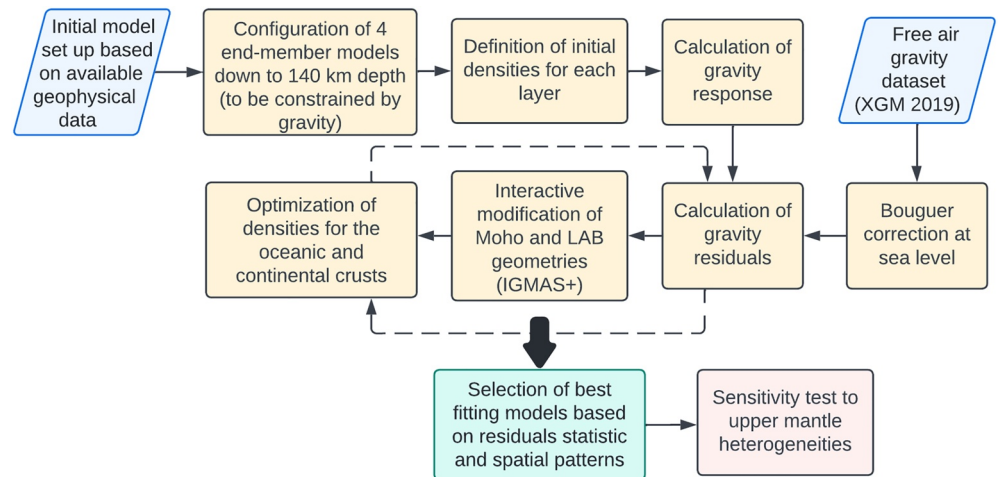 Initial model
set up based
on available
geophysical
data
Configuration of 4
end-member models
down to 140 km depth
(to be constrained by
gravity)
Definition of initial
densities for each
layer
Calculation of
gravity
response
Free air
gravity
dataset
(XGM 2019)
Optimization of
densities for the
oceanic and
continental crusts
Interactive
modification of
Moho and LAB
geometries
(IGMAS+)
Calculation of
gravity
residuals
Bouguer
correction at
sea level
Selection of best
fitting models based
on residuals statistic
and spatial patterns
Sensitivity test to
upper mantle
heterogeneities